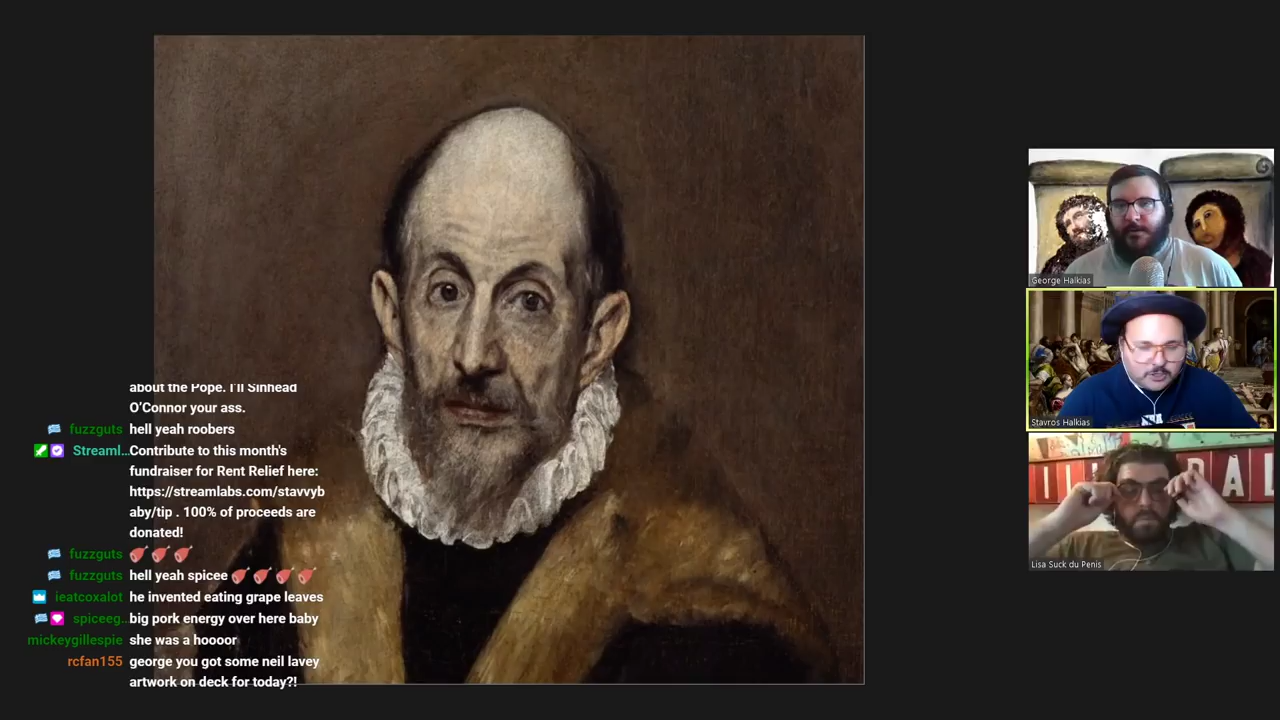 about the Pope. I'll Sinhead
O'Connor your ass.
fuzzguts hell yeah roobers
Streaml... Contribute to this month's
fundraiser for Rent Relief here:
https://streamlabs.com/stavvyb
aby/tip . 100% of proceeds are
donated!
fuzzguts
fuzzguts hell yeah spicee
ieatcoxalot he invented eating grape leaves
spiceeg... big pork energy over here baby
mickeygillespie she was a hoooor
rcfan155 george you got some neil lavey
artwork on deck for today?!
George Halkias
Stavros Halkias
Lisa Suck du Penis